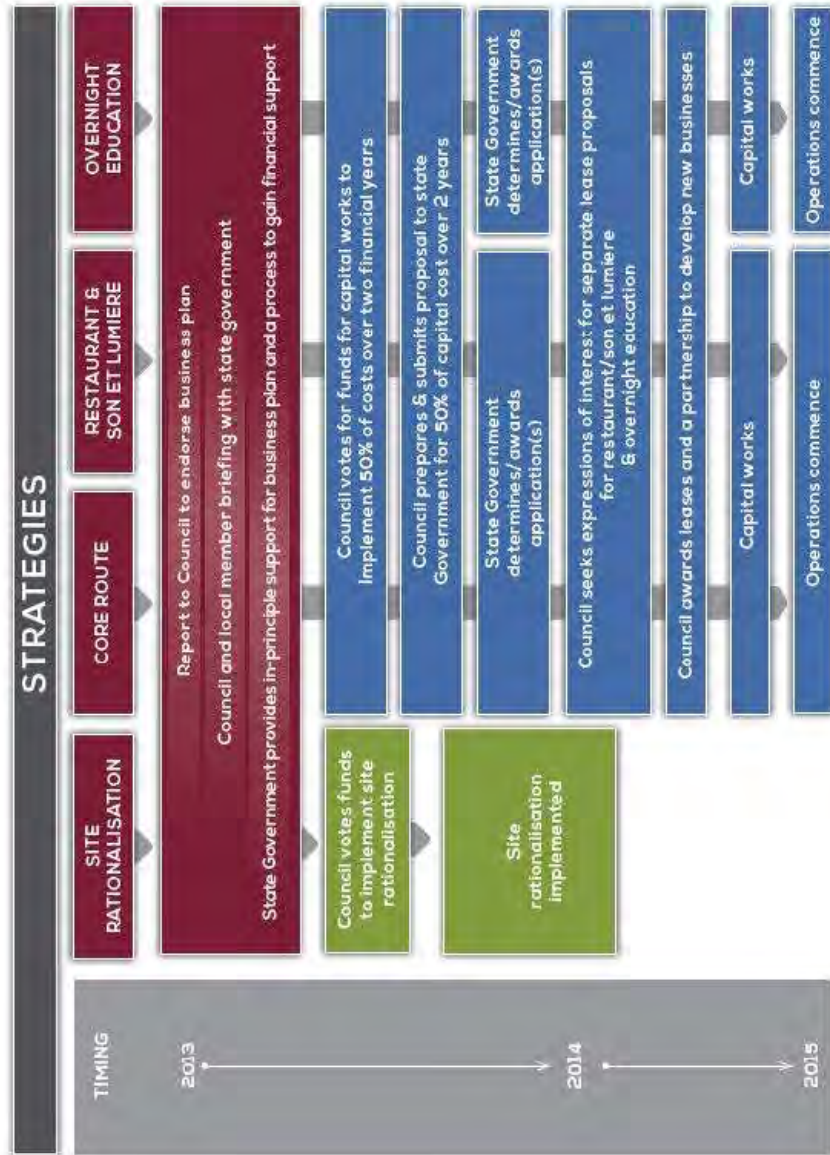 STRATEGIES
TIMING
SITE
RATIONALISATION
CORE ROUTE
RESTAURANT &
SON ET LUMIERE
OVERNIGHT
EDUCATION
2013
Report to Council to endorse business plan
Council and local member briefing with state government
State Government provides in-principle support for business plan and a process to gain financial support
Council votes funds
to implement site
rationalisation
Council votes for funds for capital works to
Implement 50% of costs over two financial years
Council prepares & submits proposal to state
Government for 50% of capital cost over 2 years
Site
rationalisation
implemented
State Government
determines/awards
application(s)
State Government
determines/awards
application(s)
2014
Council seeks expressions of interest for separate lease proposals
for restaurant/son et lumiere
& overnight education
Council awards leases and a partnership to develop new businesses
Capital works
Capital works
2015
Operations commence
Operations commence